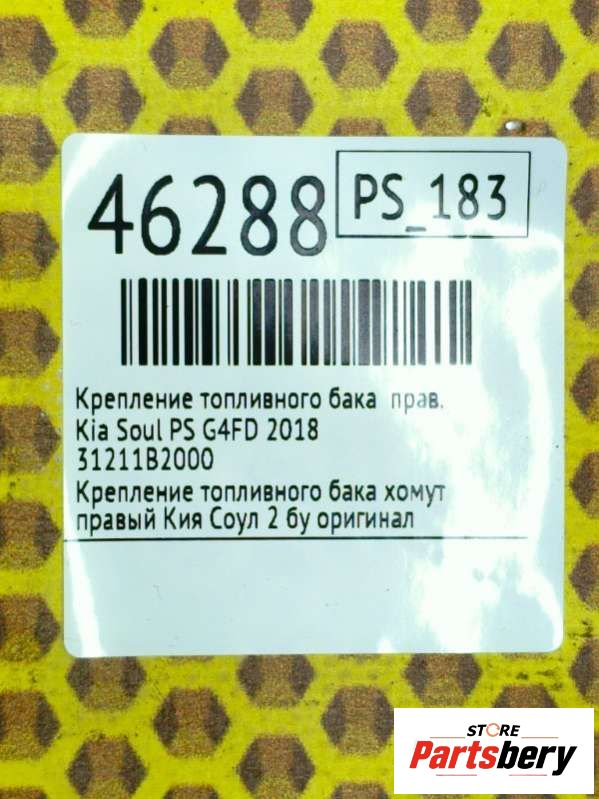 46288
PS_183
Крепление топливного бака прав.
Kia Soul PS G4FD 2018
31211B2000
Крепление топливного бака хомут
правый Кия Соул 2 бу оригинал
STORE
Partsbery